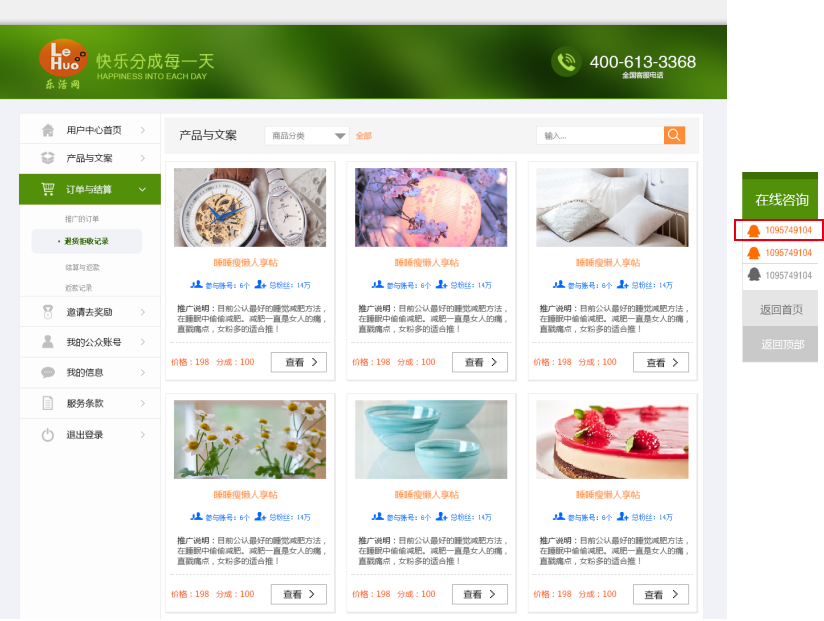 Le
Huo
乐活网
快乐分成每一天
HAPPINESS INTO EACH DAY
400-613-3368
全国客服电话
用户中心首页
产品与文案
订单与结算
推广的订单
• 退货拒收记录
结算与返款
返款记录
邀请去奖励
我的公众账号
我的信息
服务条款
退出登录
产品与文案
商品分类
全部
输入...
睡睡瘦懒人享帖
参与账号：6个 总粉丝：14万
推广说明：目前公认最好的睡觉减肥方法，
在睡眠中偷偷减肥。减肥一直是女人的痛，
直戳痛点，女粉多的适合推！
价格：198 分成：100
查看
睡睡瘦懒人享帖
参与账号：6个 总粉丝：14万
推广说明：目前公认最好的睡觉减肥方法，
在睡眠中偷偷减肥。减肥一直是女人的痛，
直戳痛点，女粉多的适合推！
价格：198 分成：100
查看
睡睡瘦懒人享帖
参与账号：6个 总粉丝：14万
推广说明：目前公认最好的睡觉减肥方法，
在睡眠中偷偷减肥。减肥一直是女人的痛，
直戳痛点，女粉多的适合推！
价格：198 分成：100
查看
睡睡瘦懒人享帖
参与账号：6个 总粉丝：14万
推广说明：目前公认最好的睡觉减肥方法，
在睡眠中偷偷减肥。减肥一直是女人的痛，
直戳痛点，女粉多的适合推！
价格：198 分成：100
查看
睡睡瘦懒人享帖
参与账号：6个 总粉丝：14万
推广说明：目前公认最好的睡觉减肥方法，
在睡眠中偷偷减肥。减肥一直是女人的痛，
直戳痛点，女粉多的适合推！
价格：198 分成：100
查看
睡睡瘦懒人享帖
参与账号：6个 总粉丝：14万
推广说明：目前公认最好的睡觉减肥方法，
在睡眠中偷偷减肥。减肥一直是女人的痛，
直戳痛点，女粉多的适合推！
价格：198 分成：100
查看
在线咨询
1095749104
1095749104
1095749104
返回首页
返回顶部